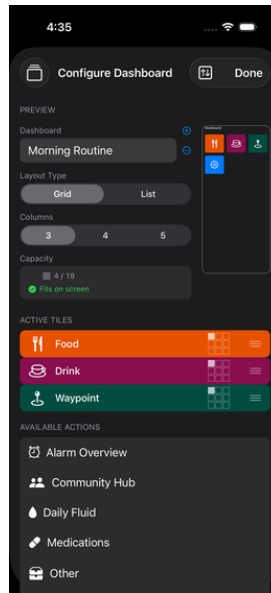 4:35
Configure Dashboard
Done
PREVIEW
Dashboard
Dashboard
Morning Routine
Layout Type
Grid
List
Columns
3
4
5
Capacity
4 / 18
Fits on screen
ACTIVE TILES
Food
Drink
Waypoint
AVAILABLE ACTIONS
Alarm Overview
Community Hub
Daily Fluid
Medications
Other